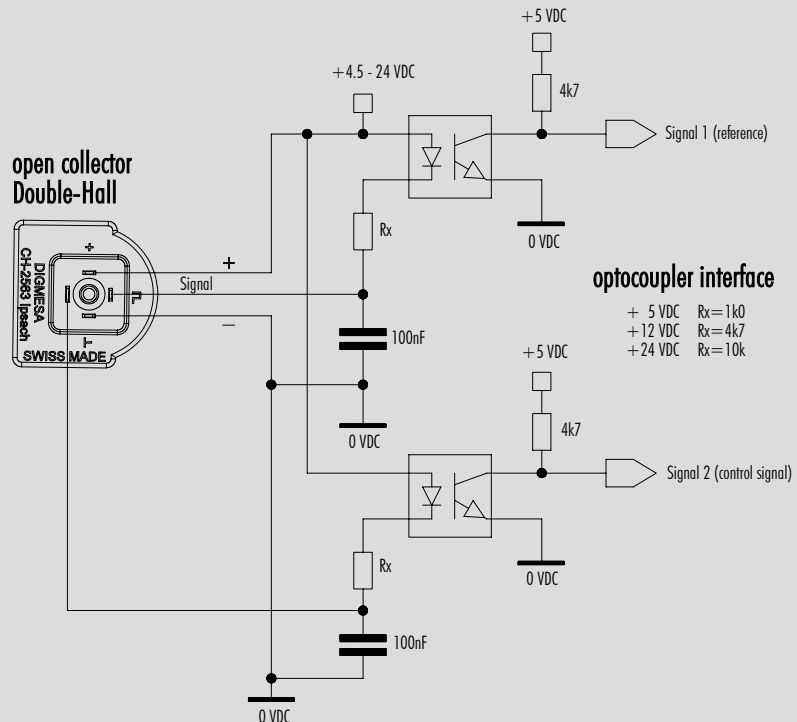 +5 VDC
+4.5 - 24 VDC
4k7
Signal 1 (reference)
open collector
Double-Hall
Rx
0 VDC
+
DIGMESA
CH-2563 Ipsach
SWISS MADE
+
Signal
–
optocoupler interface
+ 5 VDC Rx=1k0
+12 VDC Rx=4k7
+24 VDC Rx=10k
100nF
+5 VDC
0 VDC
4k7
Signal 2 (control signal)
Rx
0 VDC
100nF
0 VDC